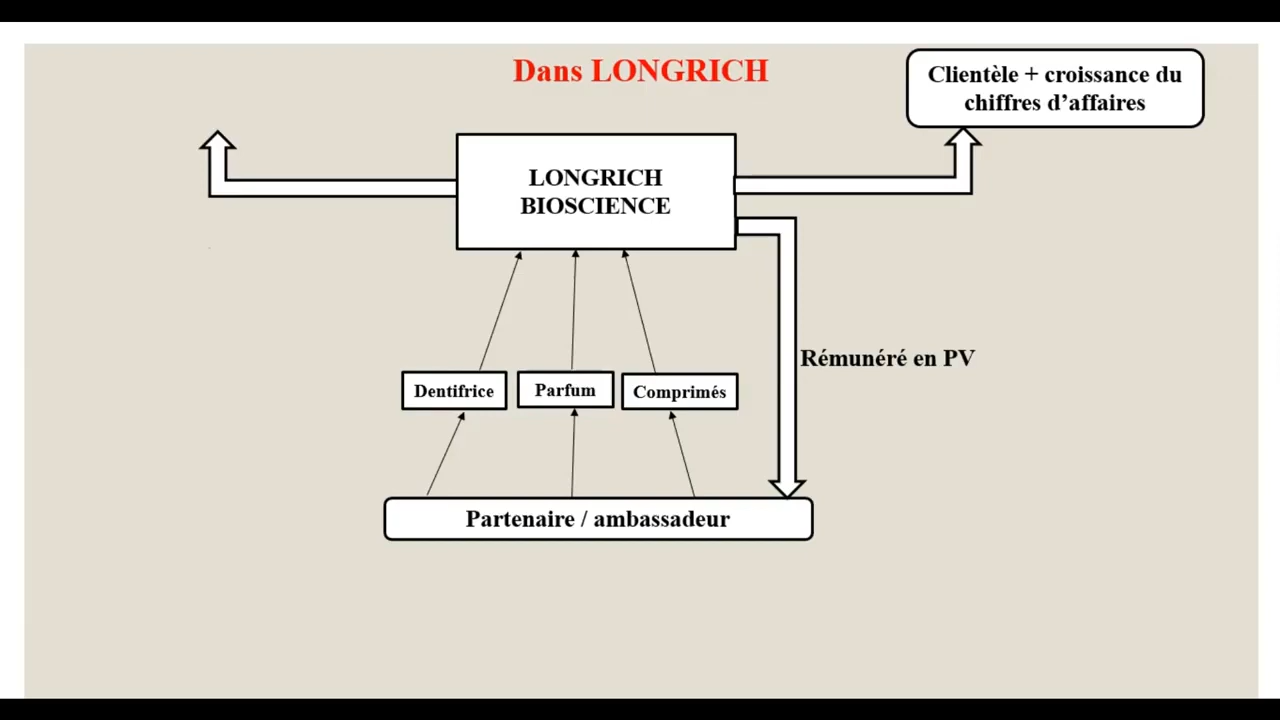 Dans LONGRICH
Clientèle + croissance du
chiffres d’affaires
LONGRICH
BIOSCIENCE
Rémunéré en PV
Dentifrice
Parfum
Comprimés
Partenaire / ambassadeur